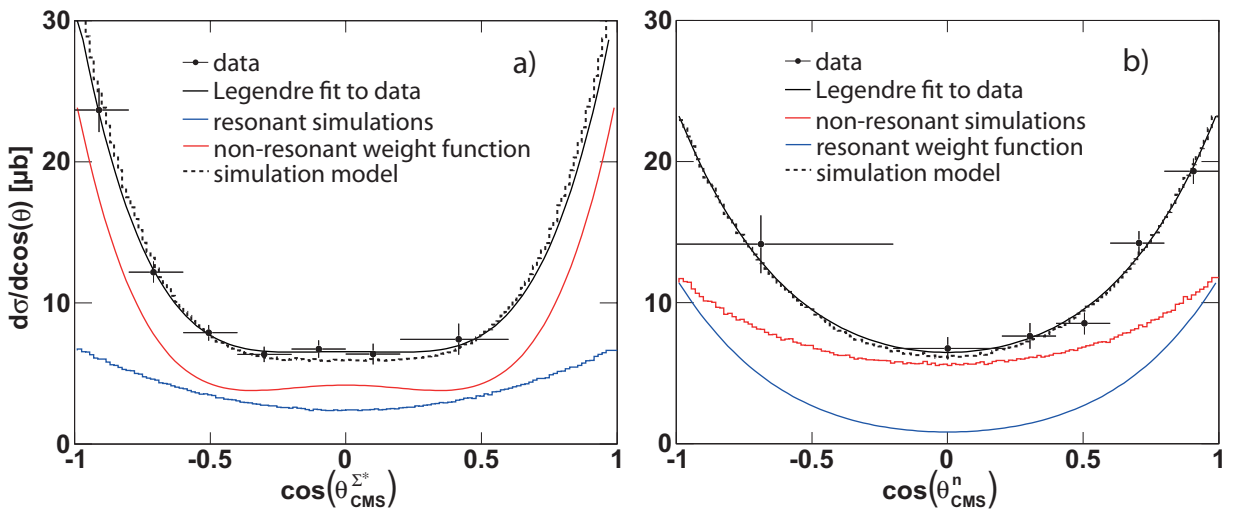 dσ/dcos(θ) [μb]
30
20
10
0
a)
data
Legendre fit to data
resonant simulations
non-resonant weight function
simulation model
-1
-0.5
0
0.5
1
cos(θ^Σ*_CMS)
30
20
10
0
b)
data
Legendre fit to data
non-resonant simulations
resonant weight function
simulation model
-1
-0.5
0
0.5
1
cos(θ^n_CMS)